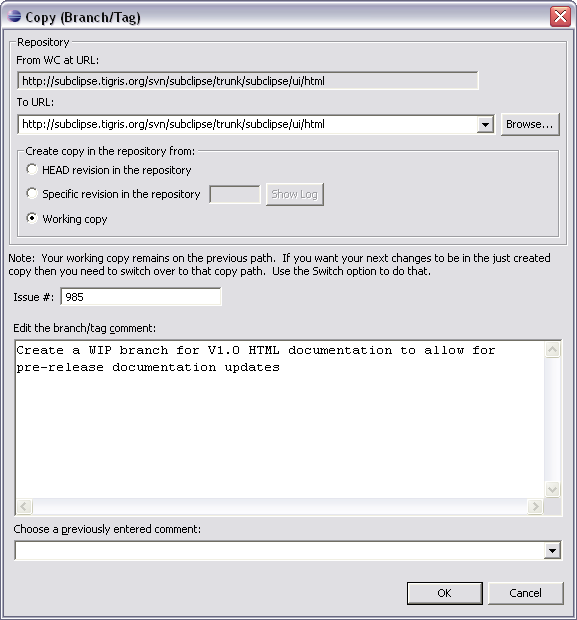 Copy (Branch/Tag)
Repository
From WC at URL:
http://subclipse.tigris.org/svn/subclipse/trunk/subclipse/ui/html
To URL:
http://subclipse.tigris.org/svn/subclipse/trunk/subclipse/ui/html
Browse...
Create copy in the repository from:
HEAD revision in the repository
Specific revision in the repository
Show Log
Working copy
Note:  Your working copy remains on the previous path.  If you want your next changes to be in the just created
copy then you need to switch over to that copy path.  Use the Switch option to do that.
Issue #: 985
Edit the branch/tag comment:
Create a WIP branch for V1.0 HTML documentation to allow for
pre-release documentation updates
Choose a previously entered comment:
OK
Cancel